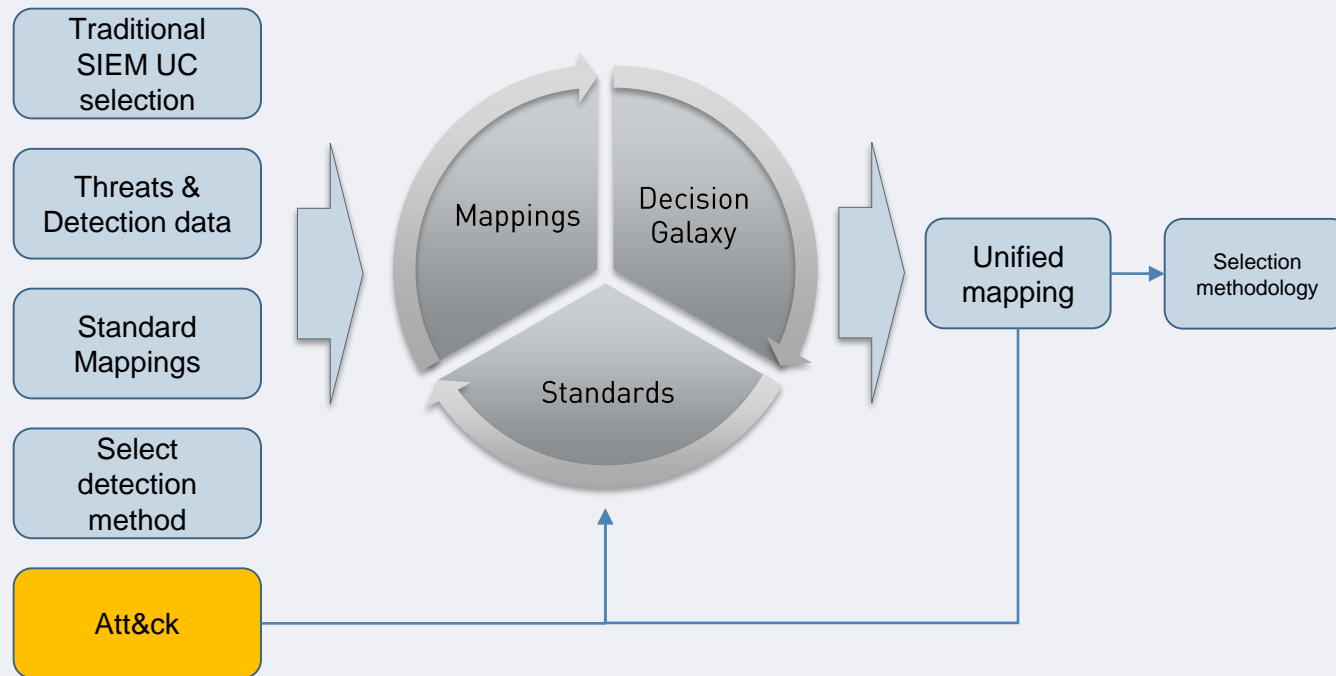 Traditional
SIEM UC
selection
Threats &
Detection data
Standard
Mappings
Select
detection
method
Att&ck
Mappings
Decision
Galaxy
Standards
Unified
mapping
Selection
methodology